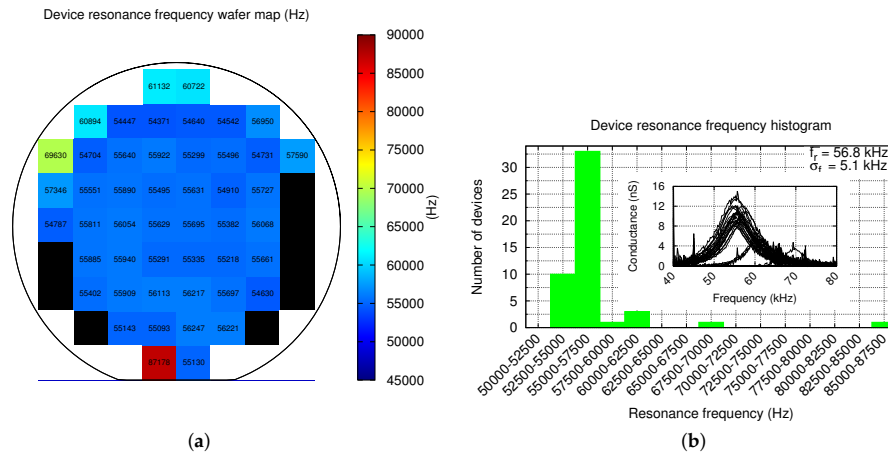 Device resonance frequency wafer map (Hz)
61132 60722
60894 54447 54371 54640 54542 56950
69630 54704 55640 55922 55299 55496 54731 57590
57346 55551 55890 55495 55631 54910 55727
54787 55811 56054 55629 55695 55382 56068
55885 55940 55291 55335 55218 55661
55402 55909 56113 56217 55697 54630
55143 55093 56247 56221
87178 55130
90000
85000
80000
75000
70000
65000
60000
55000
50000
45000
(Hz)
(a)
Device resonance frequency histogram
f̄r = 56.8 kHz
σf = 5.1 kHz
Number of devices
30
25
20
15
10
5
0
Conductance (nS)
16
12
8
4
0
40 50 60 70 80
Frequency (kHz)
50000-52500
52500-55000
55000-57500
57500-60000
60000-62500
62500-65000
65000-67500
67500-70000
70000-72500
72500-75000
75000-77500
77500-80000
80000-82500
82500-85000
85000-87500
Resonance frequency (Hz)
(b)